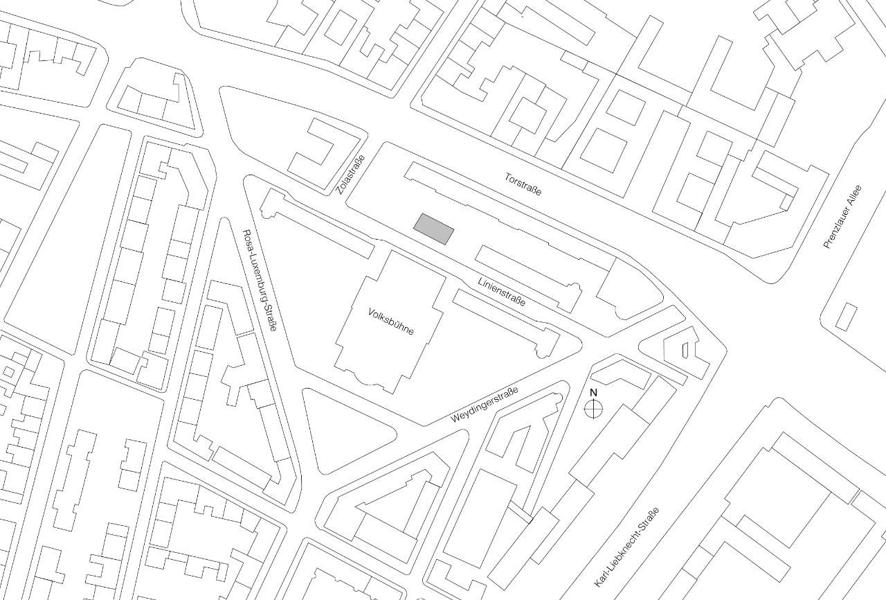 Torstraße
Zolastraße
Prenzlauer Allee
Rosa-Luxemburg-Straße
Linienstraße
Volksbühne
Weydingerstraße
N
Karl-Liebknecht-Straße